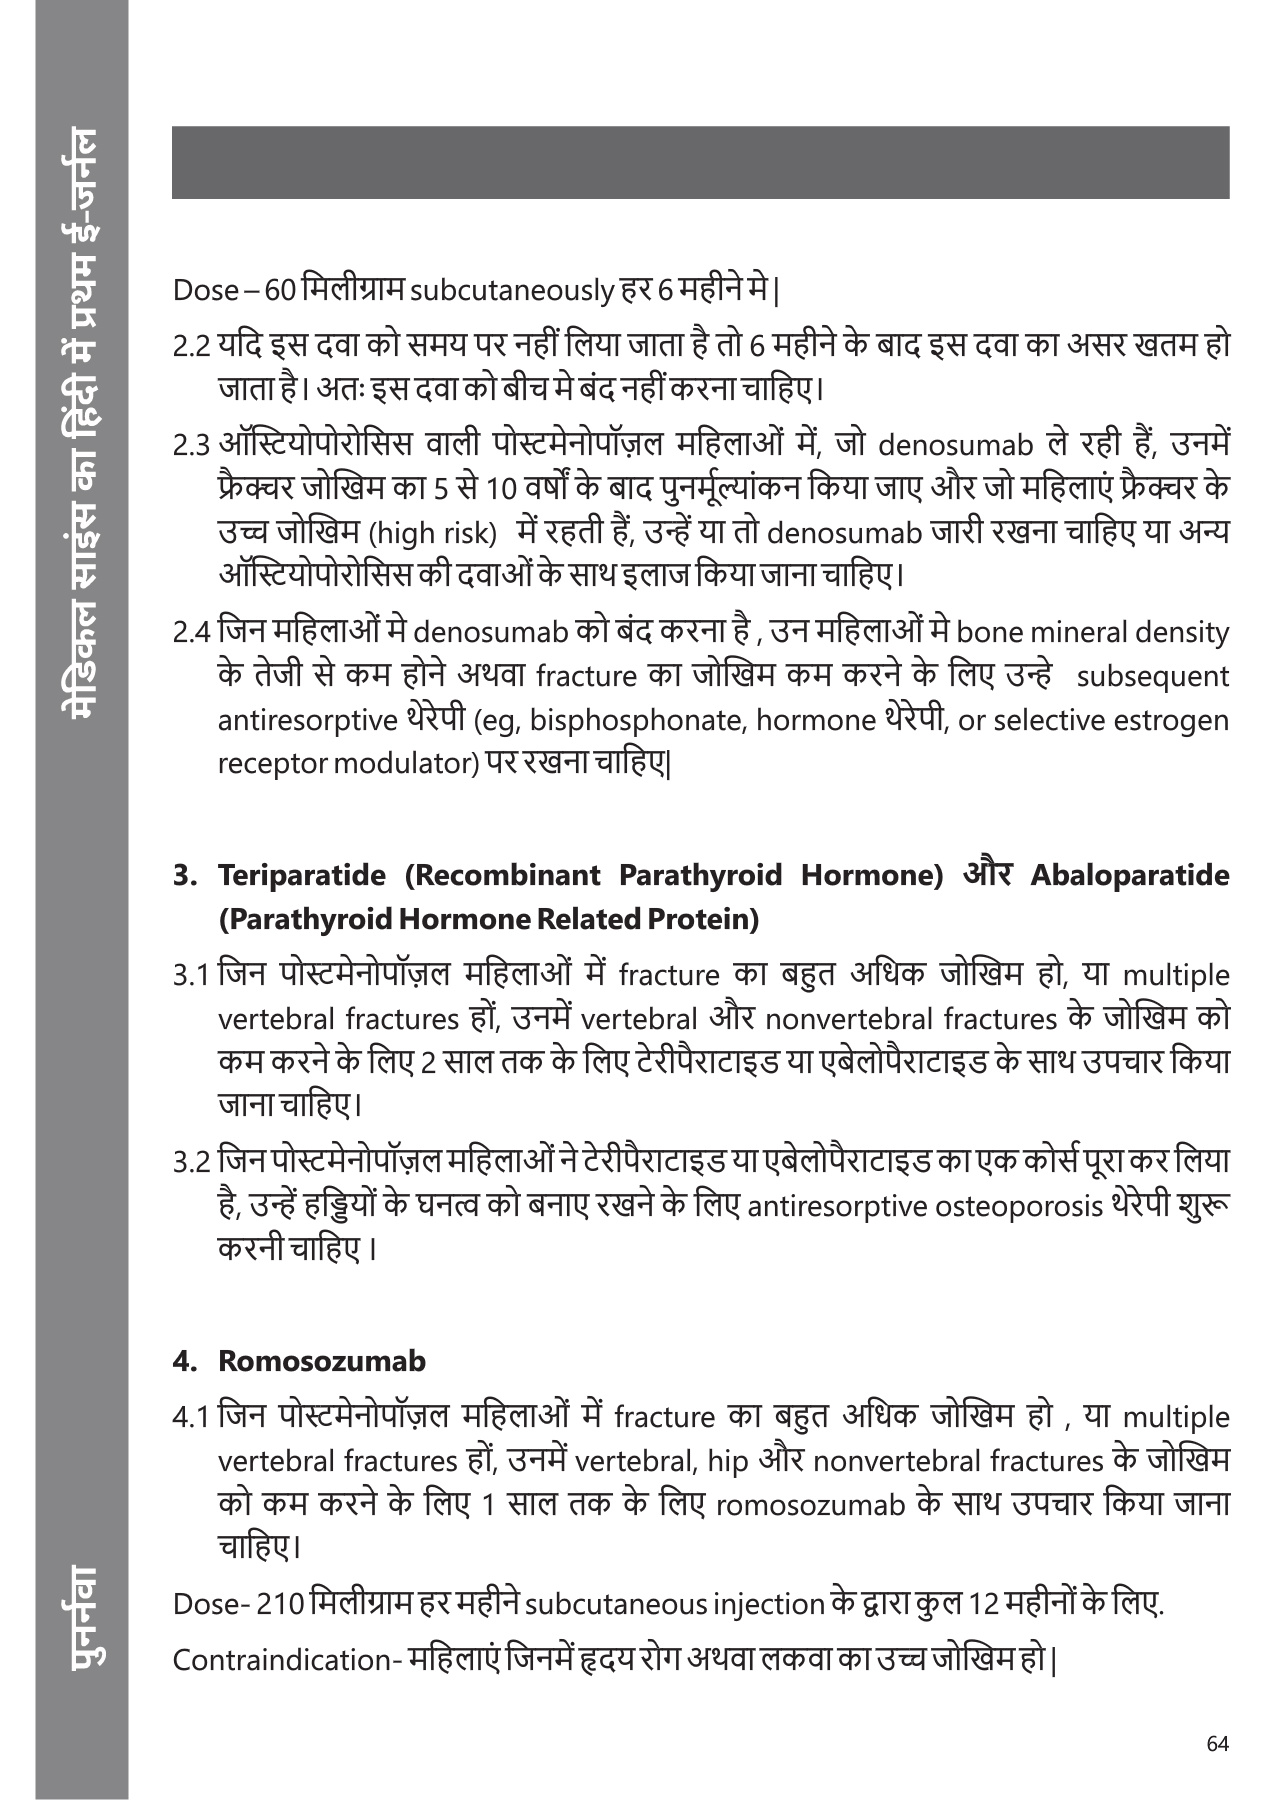 मेडिकल साइंस का हिंदी में प्रथम ई-जर्नल
पुनर्नवा
Dose – 60 मिलीग्राम subcutaneously हर 6 महीने मे |
2.2 यदि इस दवा को समय पर नहीं लिया जाता है तो 6 महीने के बाद इस दवा का असर खतम हो
जाता है। अतः इस दवा को बीच मे बंद नहीं करना चाहिए।
2.3 ऑस्टियोपोरोसिस वाली पोस्टमेनोपॉज़ल महिलाओं में, जो denosumab ले रही हैं, उनमें
फ्रैक्चर जोखिम का 5 से 10 वर्षों के बाद पुनर्मूल्यांकन किया जाए और जो महिलाएं फ्रैक्चर के
उच्च जोखिम (high risk) में रहती हैं, उन्हें या तो denosumab जारी रखना चाहिए या अन्य
ऑस्टियोपोरोसिस की दवाओं के साथ इलाज किया जाना चाहिए।
2.4 जिन महिलाओं मे denosumab को बंद करना है , उन महिलाओं मे bone mineral density
के तेजी से कम होने अथवा fracture का जोखिम कम करने के लिए उन्हे subsequent
antiresorptive थेरेपी (eg, bisphosphonate, hormone थेरेपी, or selective estrogen
receptor modulator) पर रखना चाहिए|
3. Teriparatide (Recombinant Parathyroid Hormone) और Abaloparatide
(Parathyroid Hormone Related Protein)
3.1 जिन पोस्टमेनोपॉज़ल महिलाओं में fracture का बहुत अधिक जोखिम हो, या multiple
vertebral fractures हों, उनमें vertebral और nonvertebral fractures के जोखिम को
कम करने के लिए 2 साल तक के लिए टेरीपैराटाइड या एबेलोपैराटाइड के साथ उपचार किया
जाना चाहिए।
3.2 जिन पोस्टमेनोपॉज़ल महिलाओं ने टेरीपैराटाइड या एबेलोपैराटाइड का एक कोर्स पूरा कर लिया
है, उन्हें हड्डियों के घनत्व को बनाए रखने के लिए antiresorptive osteoporosis थेरेपी शुरू
करनी चाहिए ।
4. Romosozumab
4.1 जिन पोस्टमेनोपॉज़ल महिलाओं में fracture का बहुत अधिक जोखिम हो , या multiple
vertebral fractures हों, उनमें vertebral, hip और nonvertebral fractures के जोखिम
को कम करने के लिए 1 साल तक के लिए romosozumab के साथ उपचार किया जाना
चाहिए।
Dose- 210 मिलीग्राम हर महीने subcutaneous injection के द्वारा कुल 12 महीनों के लिए.
Contraindication- महिलाएं जिनमें हृदय रोग अथवा लकवा का उच्च जोखिम हो |
64